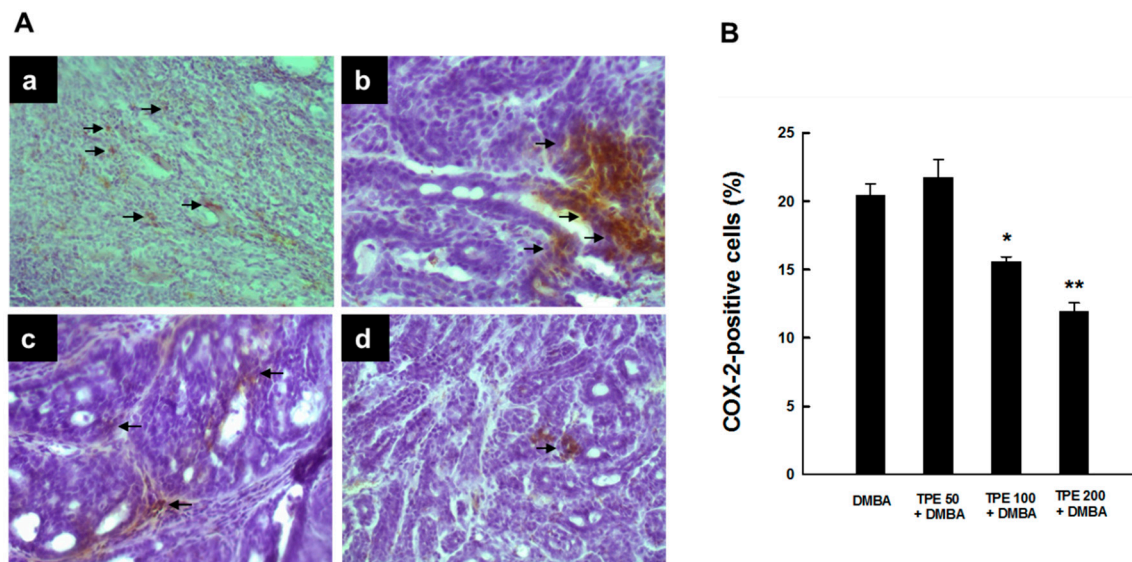 A
a
b
c
d
B
COX-2-positive cells (%)
25
20
15
10
5
0
*
**
DMBA
TPE 50 + DMBA
TPE 100 + DMBA
TPE 200 + DMBA